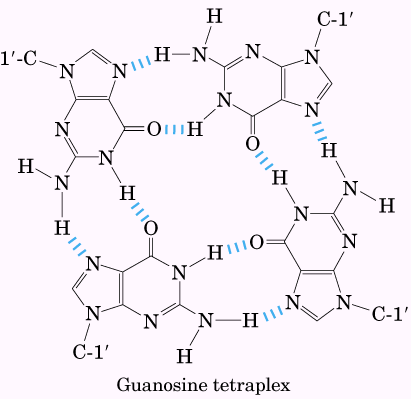 H C-1′
1′-C H N N N
N N
N N
N O H
O H
N
H N H H N H
N
H O
N O H
N N
N N
N N N H C-1′
C-1′ H
Guanosine tetraplex